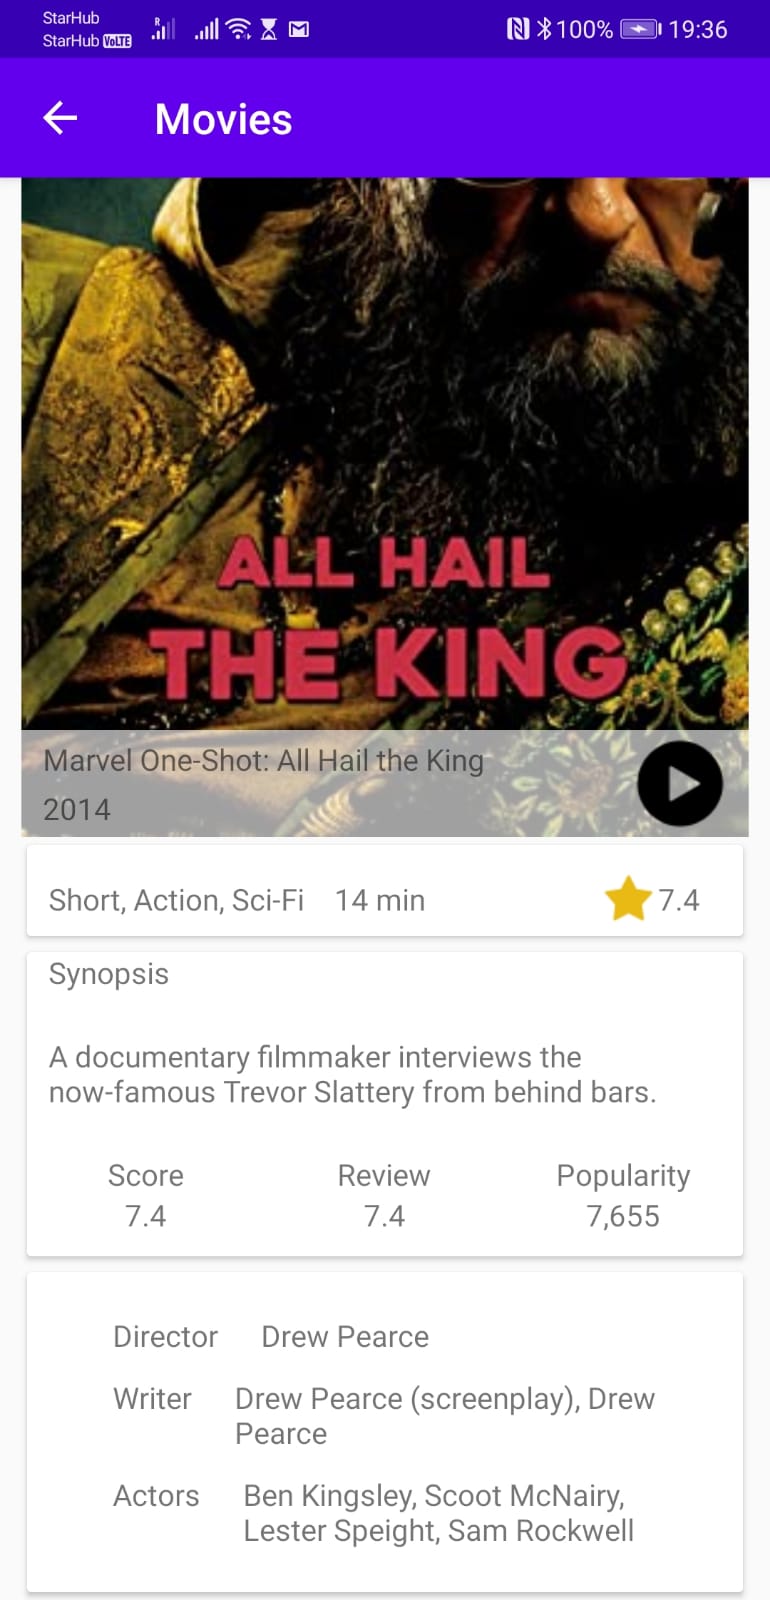 StarHub
StarHub VoLTE
R
100%
19:36
Movies
ALL HAIL
THE KING
Marvel One-Shot: All Hail the King
2014
Short, Action, Sci-Fi 14 min 7.4
Synopsis
A documentary filmmaker interviews the
now-famous Trevor Slattery from behind bars.
Score Review Popularity
7.4 7.4 7,655
Director Drew Pearce
Writer Drew Pearce (screenplay), Drew
Pearce
Actors Ben Kingsley, Scoot McNairy,
Lester Speight, Sam Rockwell